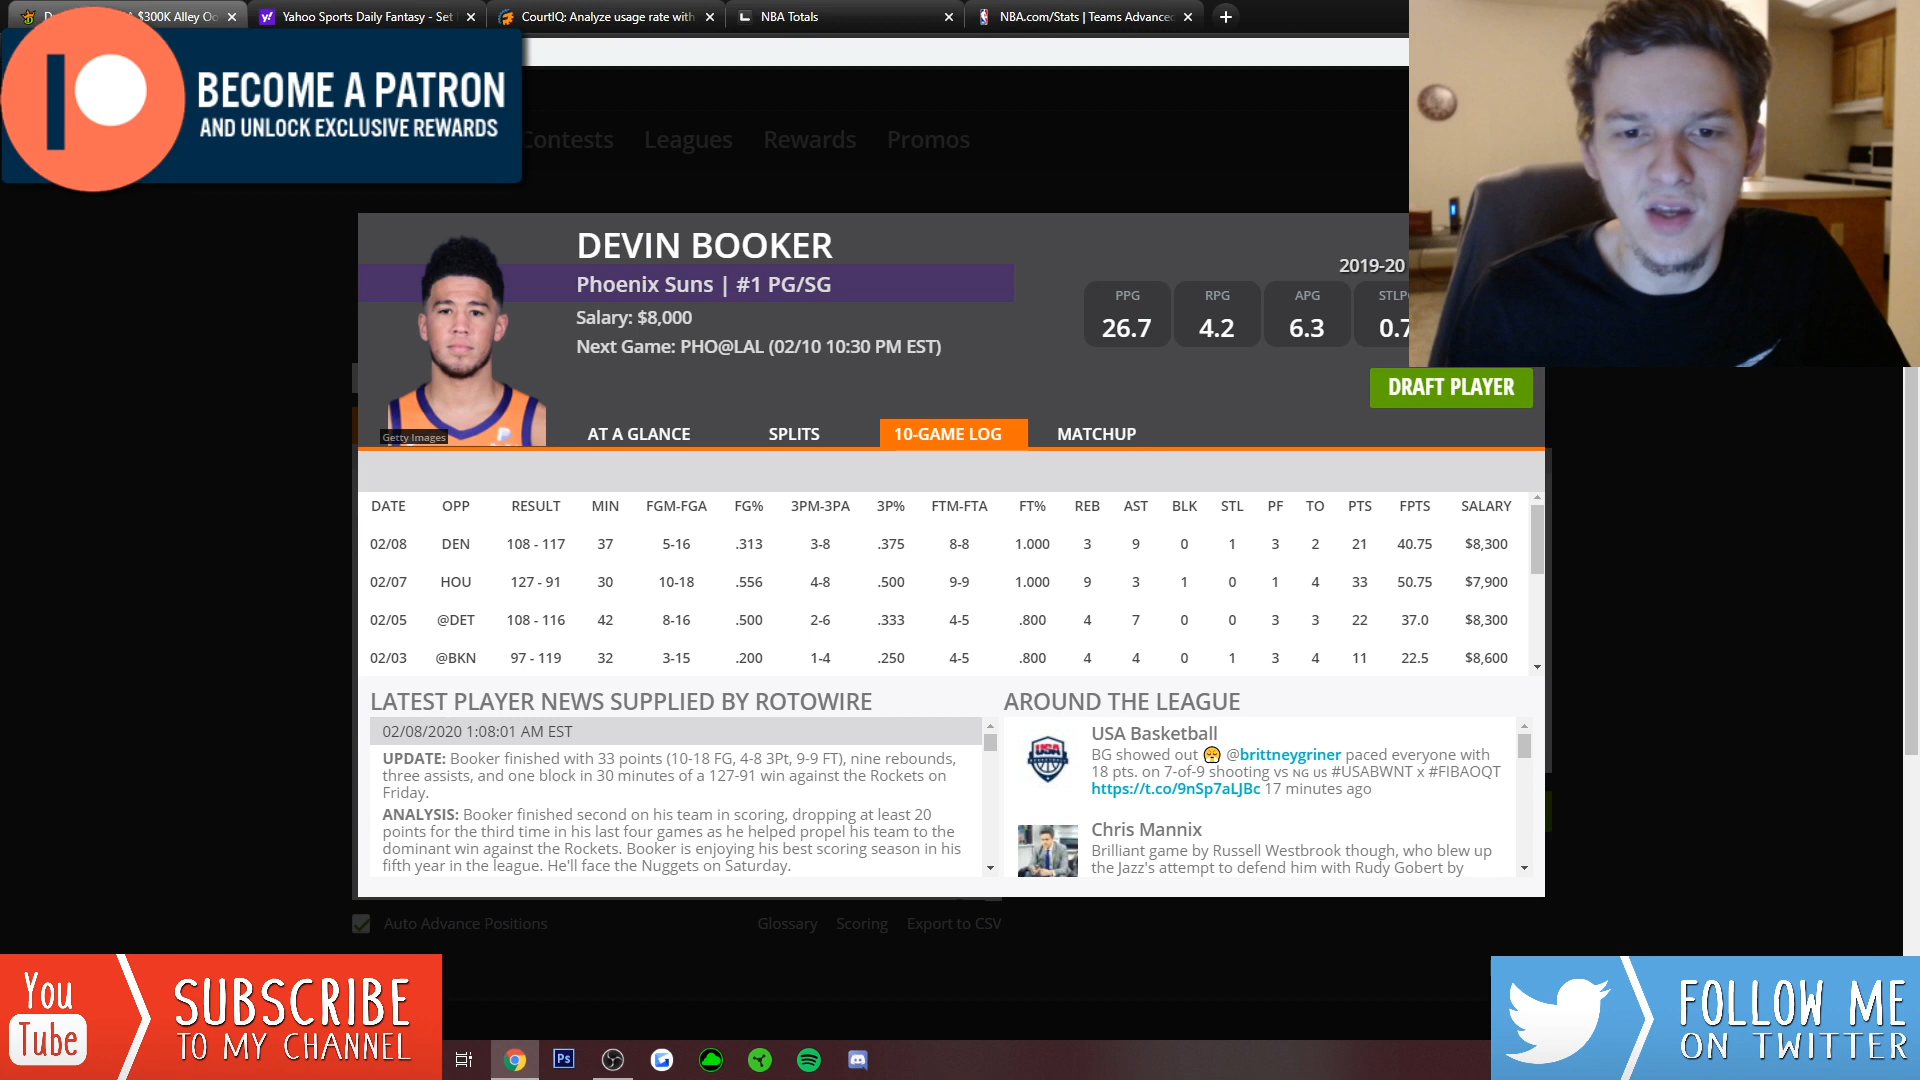 $300K Alley Oo
Yahoo Sports Daily Fantasy - Set
CourtIQ: Analyze usage rate with
NBA Totals
NBA.com/Stats | Teams Advanced
BECOME A PATRON
AND UNLOCK EXCLUSIVE REWARDS
Contests Leagues Rewards Promos
DEVIN BOOKER
Phoenix Suns | #1 PG/SG
Salary: $8,000
Next Game: PHO@LAL (02/10 10:30 PM EST)
2019-20
PPG RPG APG STLP
26.7 4.2 6.3 0.7
DRAFT PLAYER
Getty Images
AT A GLANCE SPLITS 10-GAME LOG MATCHUP
DATE OPP RESULT MIN FGM-FGA FG% 3PM-3PA 3P% FTM-FTA FT% REB AST BLK STL PF TO PTS FPTS SALARY
02/08 DEN 108 - 117 37 5-16 .313 3-8 .375 8-8 1.000 3 9 0 1 3 2 21 40.75 $8,300
02/07 HOU 127 - 91 30 10-18 .556 4-8 .500 9-9 1.000 9 3 1 0 1 4 33 50.75 $7,900
02/05 @DET 108 - 116 42 8-16 .500 2-6 .333 4-5 .800 4 7 0 0 3 3 22 37.0 $8,300
02/03 @BKN 97 - 119 32 3-15 .200 1-4 .250 4-5 .800 4 4 0 1 3 4 11 22.5 $8,600
LATEST PLAYER NEWS SUPPLIED BY ROTOWIRE
02/08/2020 1:08:01 AM EST
UPDATE: Booker finished with 33 points (10-18 FG, 4-8 3Pt, 9-9 FT), nine rebounds,
three assists, and one block in 30 minutes of a 127-91 win against the Rockets on
Friday.
ANALYSIS: Booker finished second on his team in scoring, dropping at least 20
points for the third time in his last four games as he helped propel his team to the
dominant win against the Rockets. Booker is enjoying his best scoring season in his
fifth year in the league. He'll face the Nuggets on Saturday.
AROUND THE LEAGUE
USA
USA Basketball
BG showed out 😤 @brittneygriner paced everyone with
18 pts. on 7-of-9 shooting vs NG us #USABWNT x #FIBAOQT
https://t.co/9nSp7aLJBc 17 minutes ago
Chris Mannix
Brilliant game by Russell Westbrook though, who blew up
the Jazz's attempt to defend him with Rudy Gobert by
Auto Advance Positions
Glossary Scoring Export to CSV
You
Tube
SUBSCRIBE
TO MY CHANNEL
Ps
FOLLOW ME
ON TWITTER